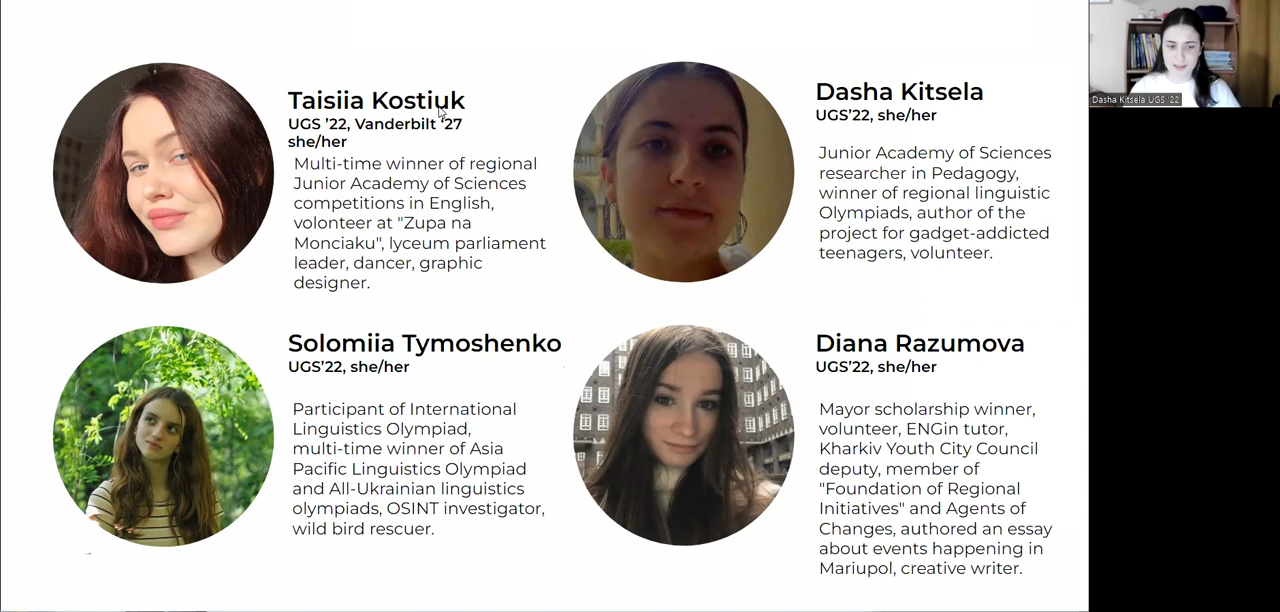 Taisiia Kostiuk
UGS '22, Vanderbilt '27
she/her
Multi-time winner of regional
Junior Academy of Sciences
competitions in English,
volonteer at "Zupa na
Monciaku", lyceum parliament
leader, dancer, graphic
designer.
Dasha Kitsela
UGS'22, she/her
Junior Academy of Sciences
researcher in Pedagogy,
winner of regional linguistic
Olympiads, author of the
project for gadget-addicted
teenagers, volunteer.
Solomiia Tymoshenko
UGS'22, she/her
Participant of International
Linguistics Olympiad,
multi-time winner of Asia
Pacific Linguistics Olympiad
and All-Ukrainian linguistics
olympiads, OSINT investigator,
wild bird rescuer.
Diana Razumova
UGS'22, she/her
Mayor scholarship winner,
volunteer, ENGin tutor,
Kharkiv Youth City Council
deputy, member of
"Foundation of Regional
Initiatives" and Agents of
Changes, authored an essay
about events happening in
Mariupol, creative writer.
Dasha Kitsela UGS '22